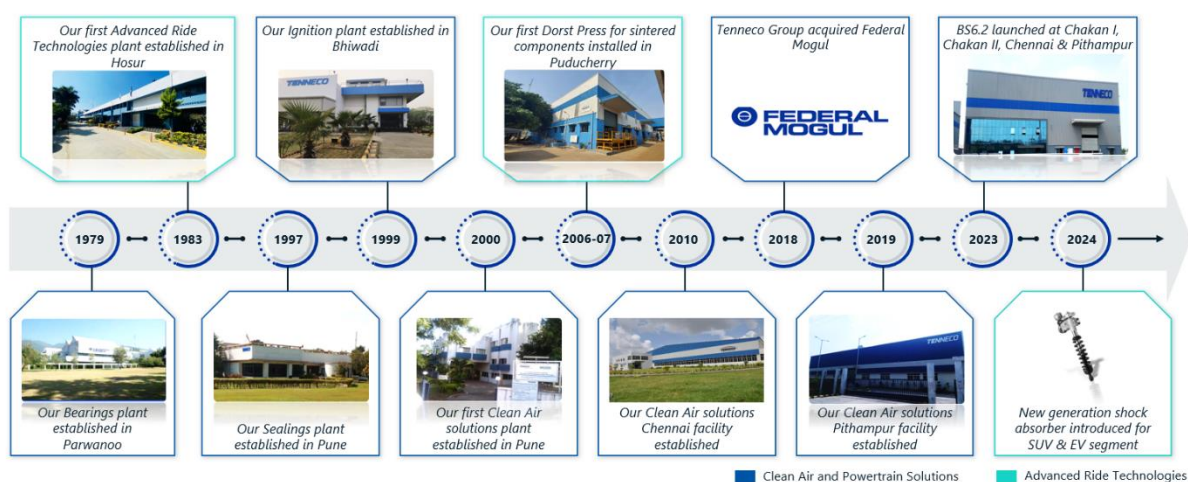 Our first Advanced Ride
Technologies plant established in
Hosur
Our Ignition plant established in
Bhiwadi
TENNECO
Our first Dorst Press for sintered
components installed in
Puducherry
Tenneco Group acquired Federal
Mogul
FEDERAL
MOGUL
BS6.2 launched at Chakan I,
Chakan II, Chennai & Pithampur
TENNECO
1979
1983
1997
1999
2000
2006-07
2010
2018
2019
2023
2024
Our Bearings plant
established in
Parwanoo
Our Sealings plant
established in Pune
Our first Clean Air
solutions plant
established in Pune
Our Clean Air solutions
Chennai facility
established
TENNECO
Our Clean Air solutions
Pithampur facility
established
New generation shock
absorber introduced for
SUV & EV segment
Clean Air and Powertrain Solutions
Advanced Ride Technologies